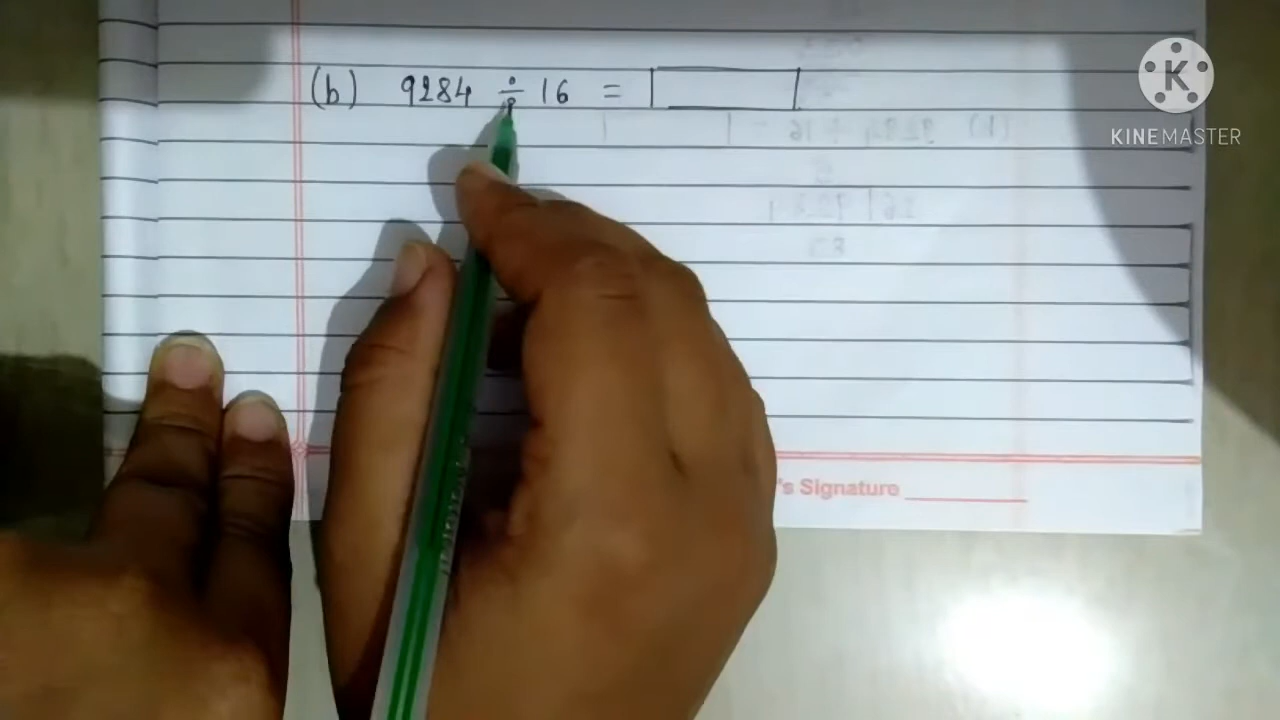 (b) 9284 ÷ 16 =
K
KINEMASTER
's Signature